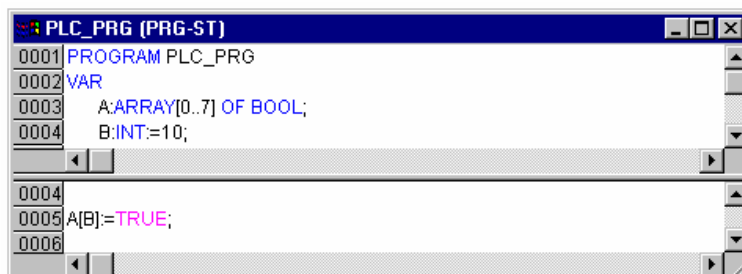 PLC_PRG (PRG-ST)
0001 PROGRAM PLC_PRG
0002 VAR
0003 A:ARRAY[0..7] OF BOOL;
0004 B:INT:=10;
0004
0005 A[B]:=TRUE;
0006